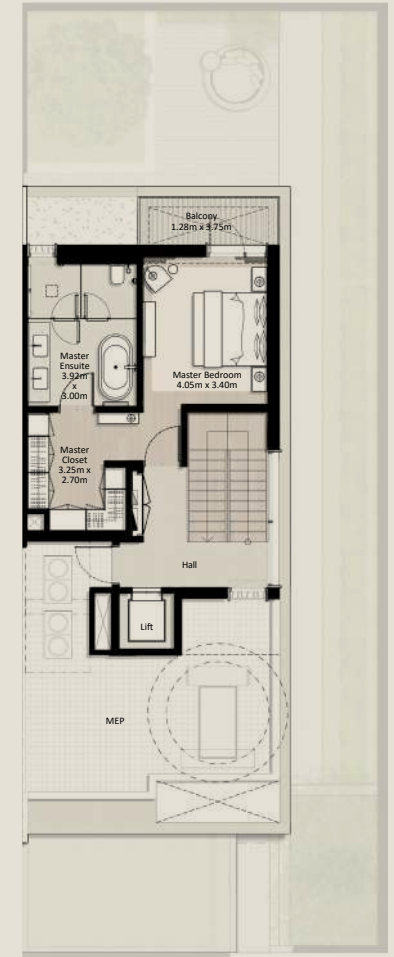 Balcony
1.28m x 3.75m
Master Bedroom
4.05m x 3.40m
Master
Ensuite
3.92m
x
3.00m
Master
Closet
3.25m x
2.70m
Hall
Lift
MEP